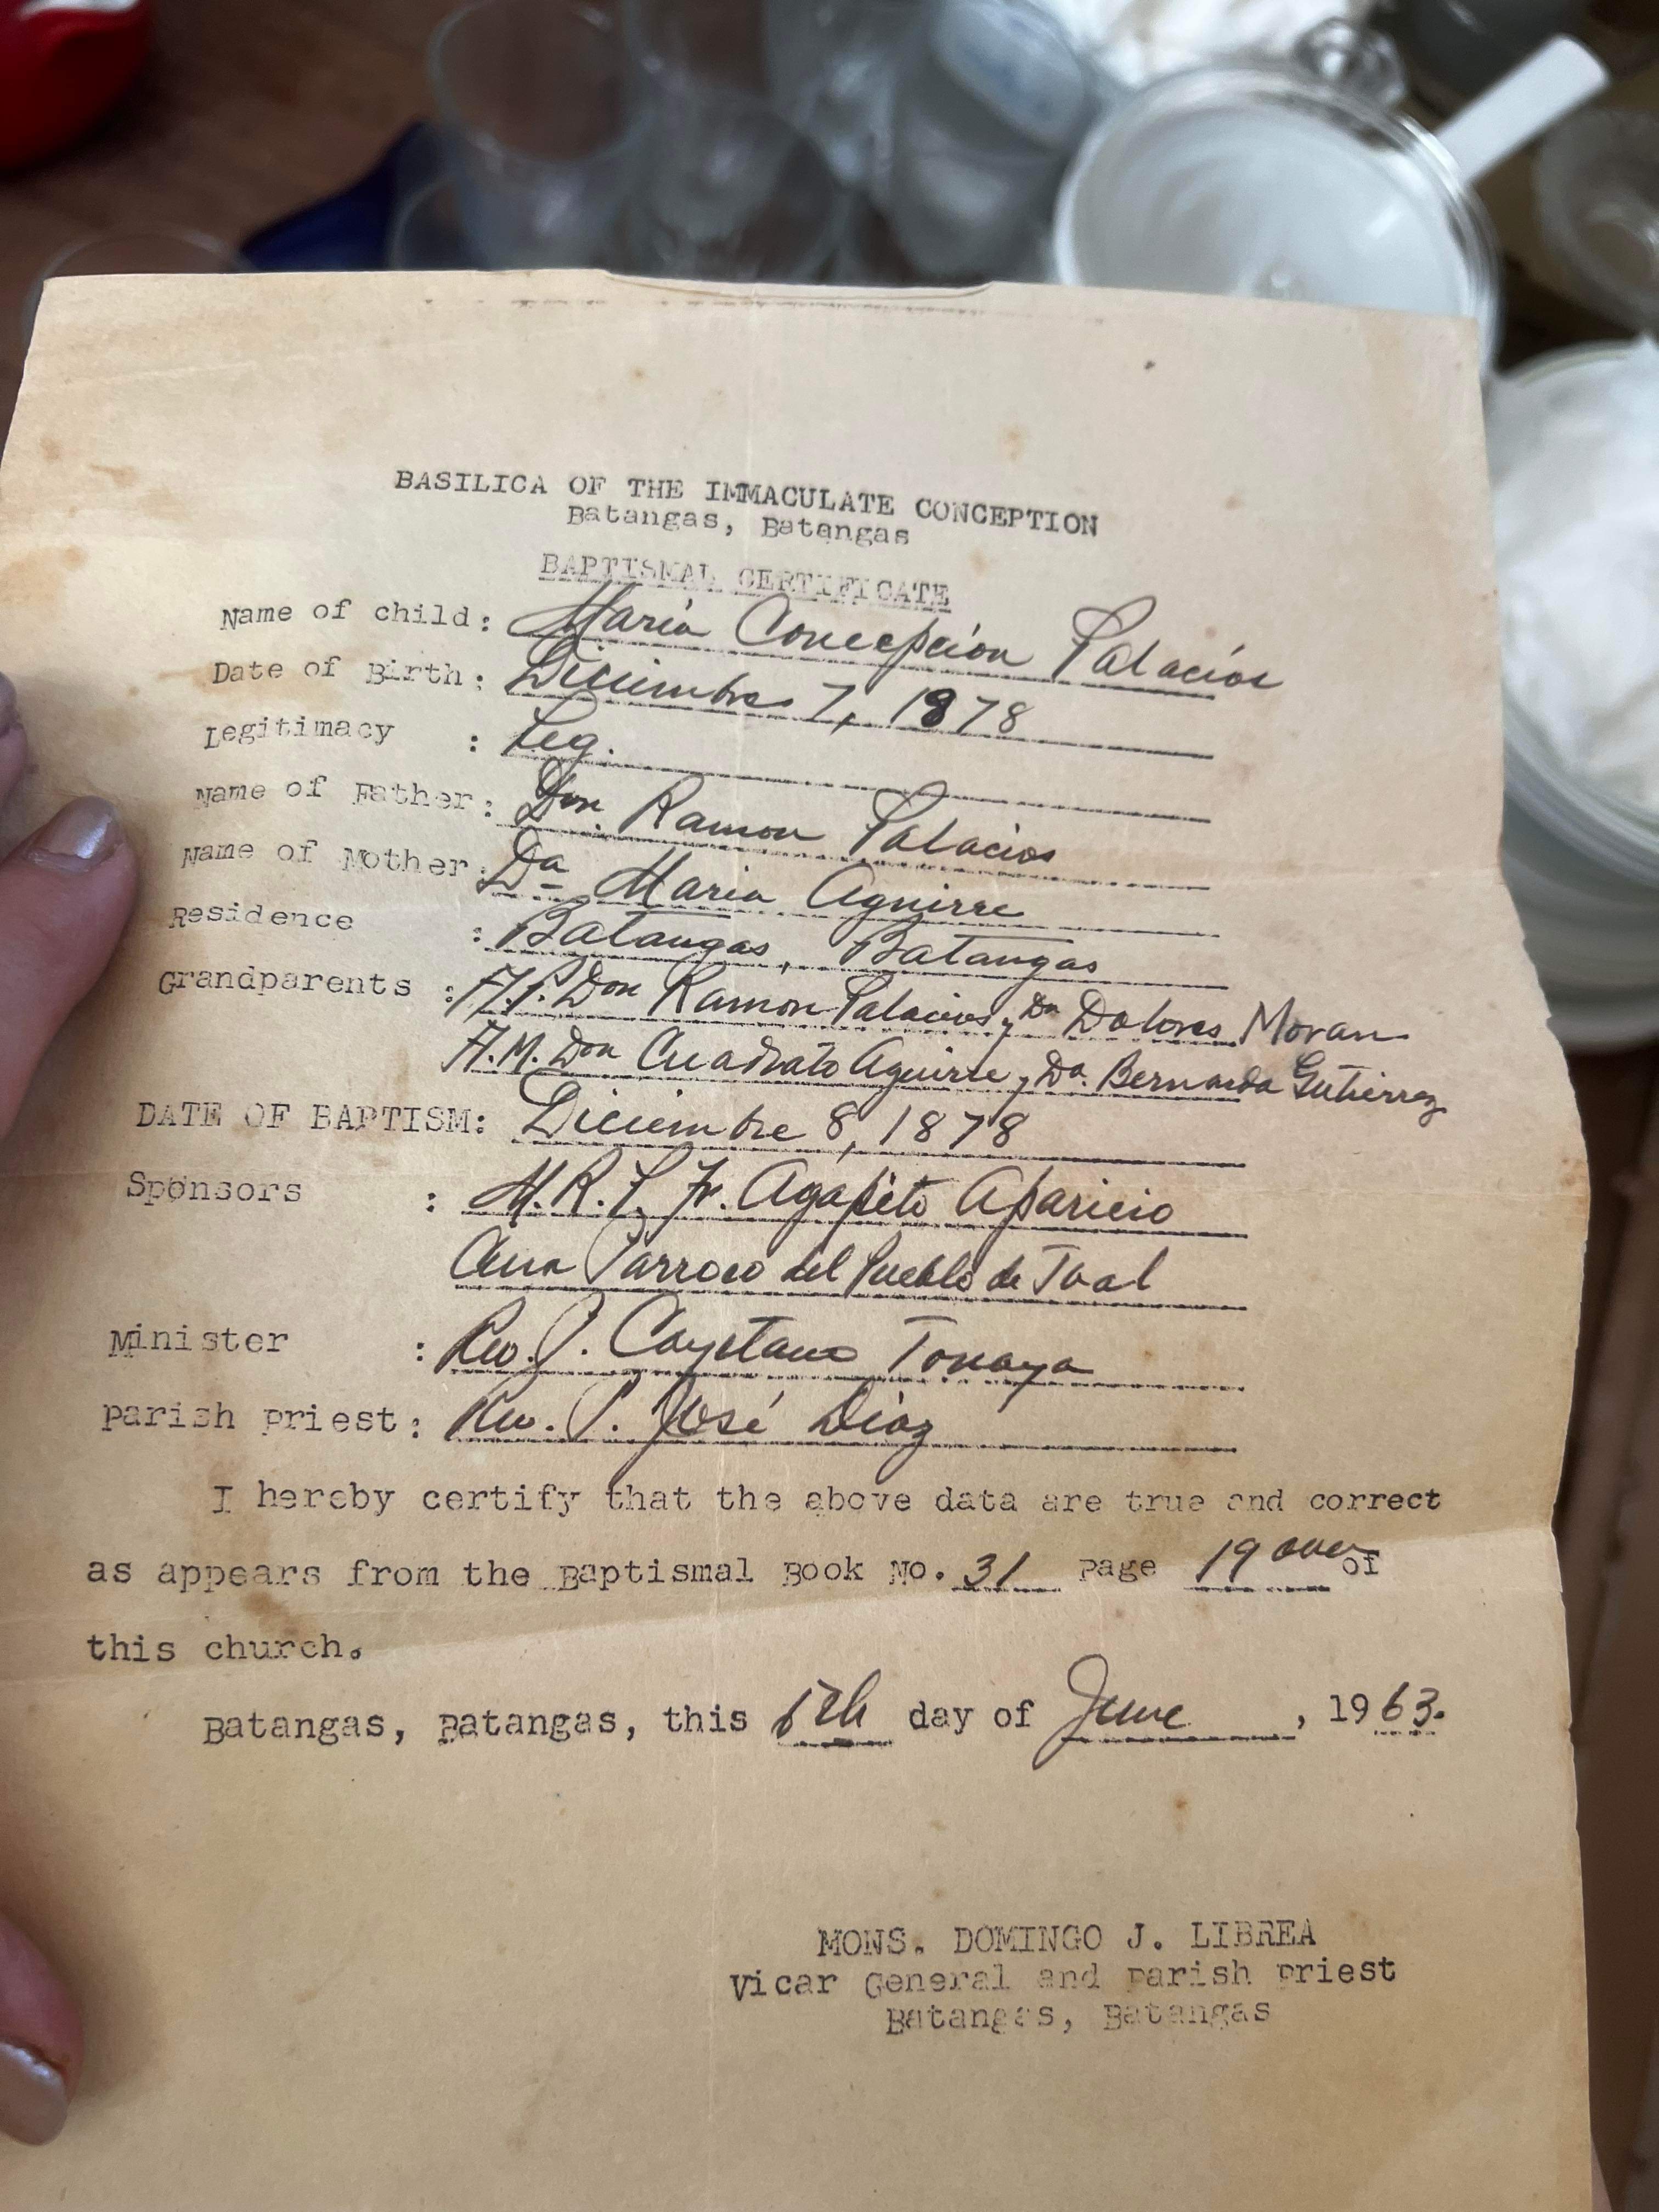 BASILICA OF THE IMMACULATE CONCEPTION
Batangas, Batangas
BAPTISMAL CERTIFICATE
Name of child: María Concepción Palacios
Date of Birth: Diciembre 7, 1878
Legitimacy : Leg.
Name of Father: Don. Ramon Palacios
Name of Mother: Da Maria Aguirre
Residence : Batangas, Batangas
Grandparents : A.P. Don Ramon Palacios y Da Dolores Moran
A.M. Don Cuadrato Aguirre y Da. Bernarda Gutierrez
DATE OF BAPTISM: Diciembre 8, 1878
Sponsors : M.R.P. Fr. Agapito Aparicio
Cura Parroco del Pueblo de Taal
Minister : Rev. P. Cayetano
Parish priest: Rev. P. José Díaz
I hereby certify that the above data are true and correct
as appears from the Baptismal Book No. 31 Page 19 over of
this church.
Batangas, Batangas, this day of June, 1963.
MONS. DOMINGO J. LIBREA
Vicar General and Parish Priest
Batangas, Batangas